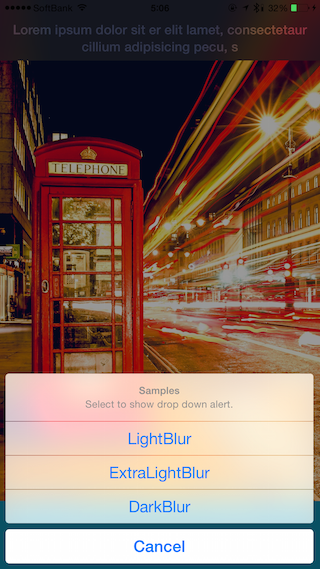 SoftBank 5:06 32%
Lorem ipsum dolor sit er elit lamet, consectetaur
cillium adipisicing pecu, s
TELEPHONE
Samples
Select to show drop down alert.
LightBlur
ExtraLightBlur
DarkBlur
Cancel